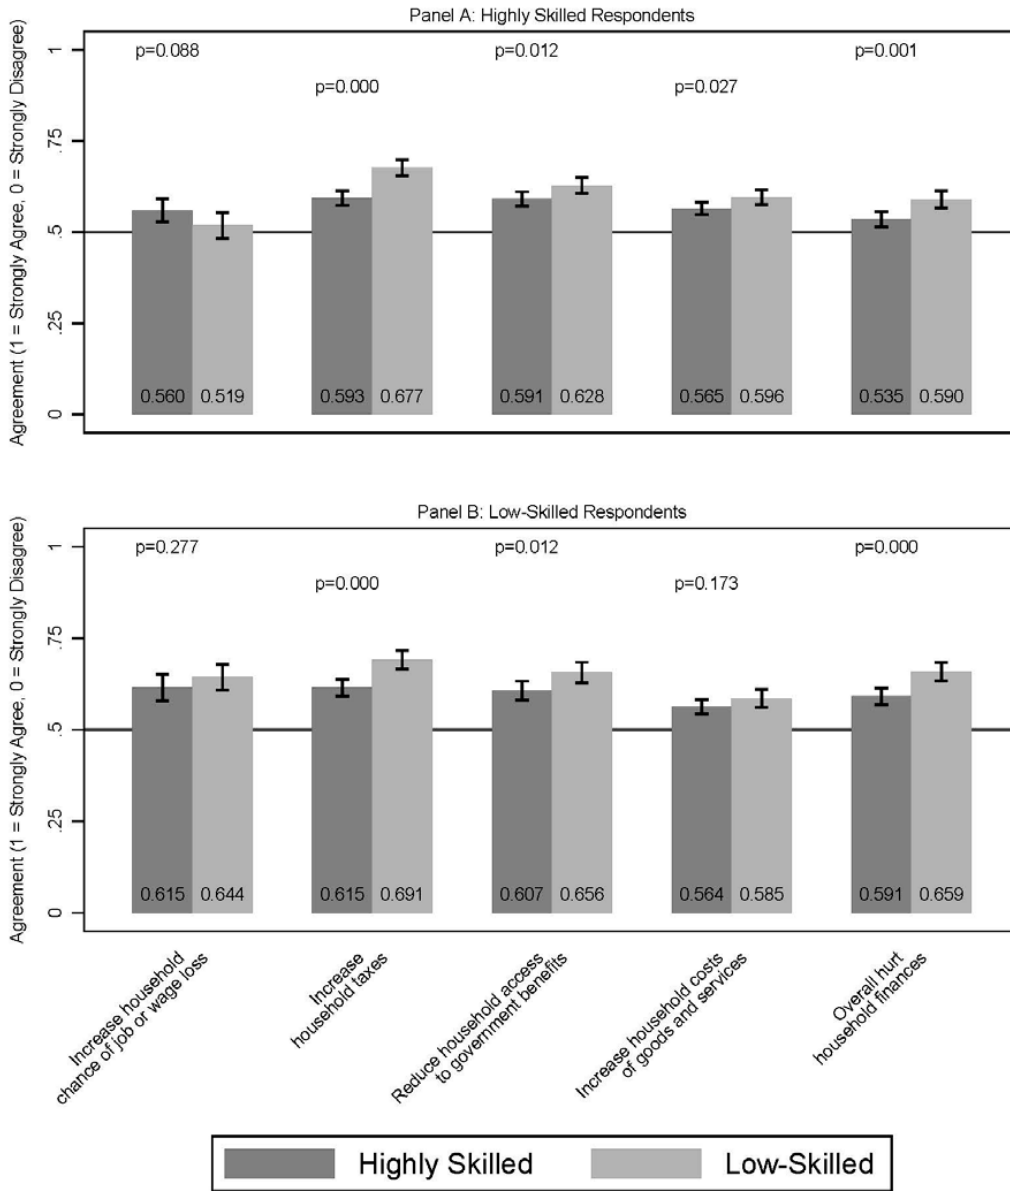 Panel A: Highly Skilled Respondents
Agreement (1 = Strongly Agree, 0 = Strongly Disagree)
1
.75
.5
.25
0
p=0.088
p=0.000
p=0.012
p=0.027
p=0.001
0.560
0.519
0.593
0.677
0.591
0.628
0.565
0.596
0.535
0.590
Panel B: Low-Skilled Respondents
Agreement (1 = Strongly Agree, 0 = Strongly Disagree)
1
.75
.5
.25
0
p=0.277
p=0.000
p=0.012
p=0.173
p=0.000
0.615
0.644
0.615
0.691
0.607
0.656
0.564
0.585
0.591
0.659
Increase household
chance of job or wage loss
Increase
household taxes
Reduce household access
to government benefits
Increase household costs
of goods and services
Overall hurt
household finances
Highly Skilled
Low-Skilled